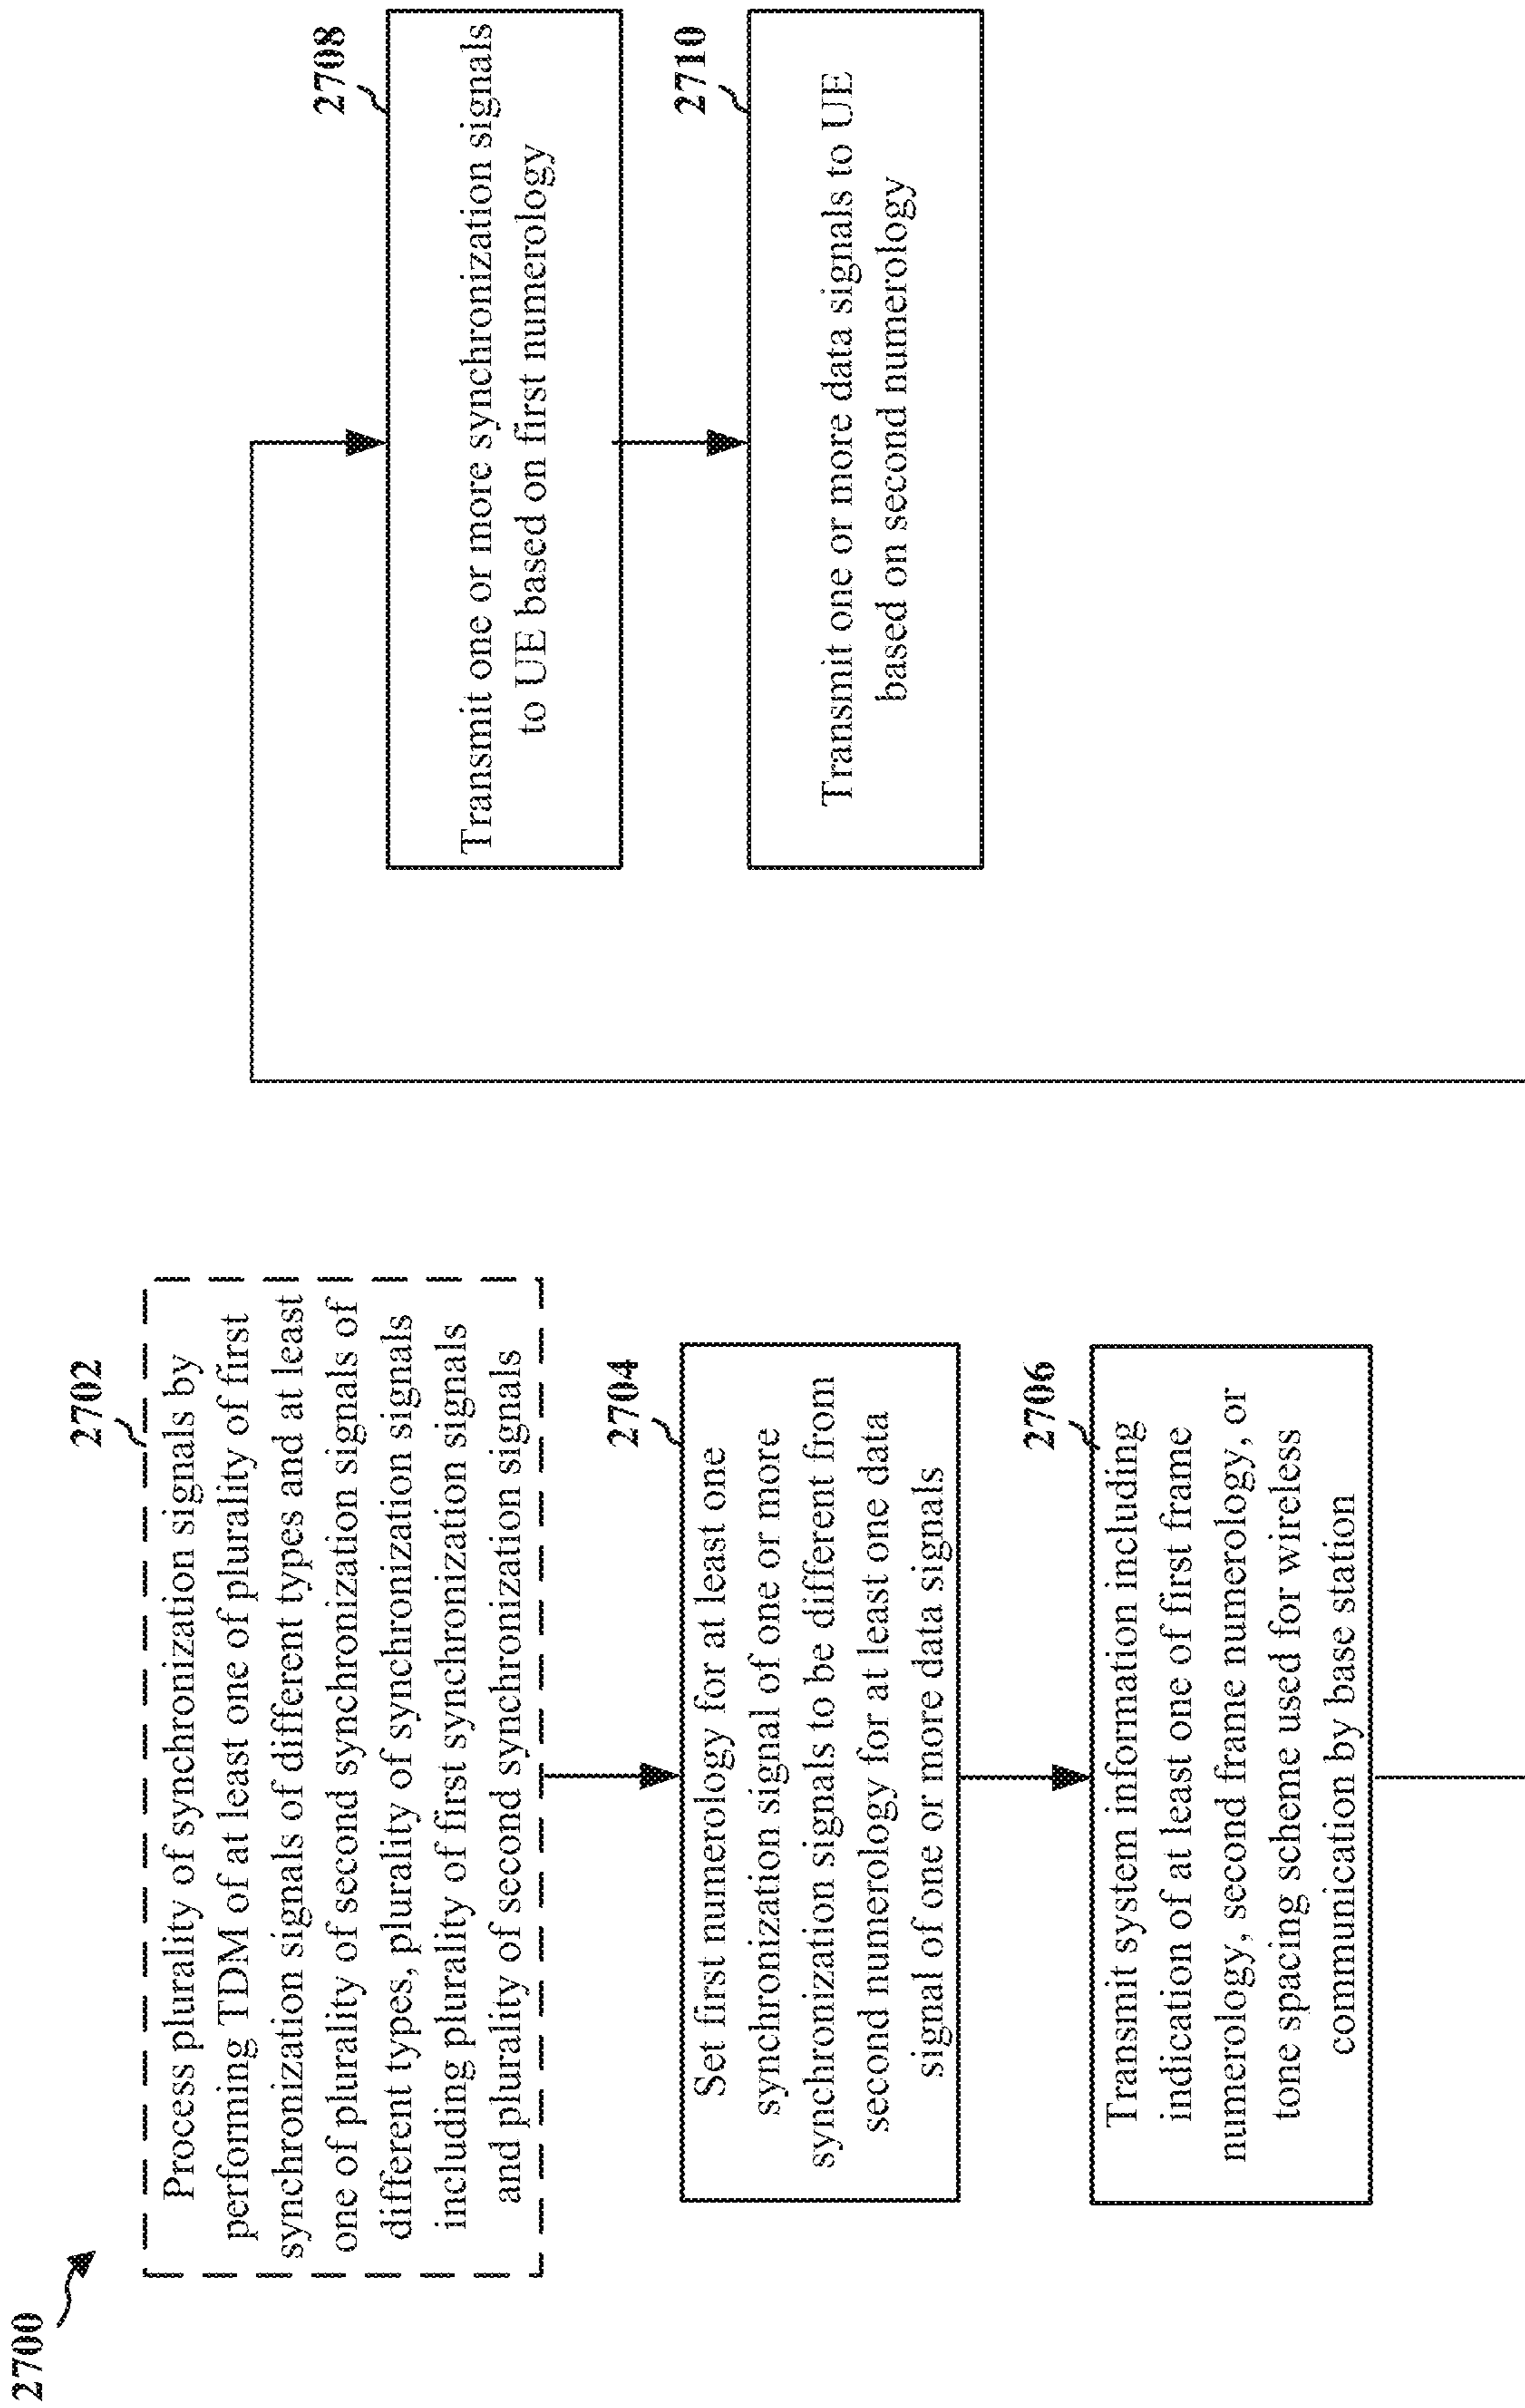 2700
2702
Process plurality of synchronization signals by
performing TDM of at least one of plurality of first
synchronization signals of different types and at least
one of plurality of second synchronization signals of
different types, plurality of synchronization signals
including plurality of first synchronization signals
and plurality of second synchronization signals
2704
Set first numerology for at least one
synchronization signal of one or more
synchronization signals to be different from
second numerology for at least one data
signal of one or more data signals
2706
Transmit system information including
indication of at least one of first frame
numerology, second frame numerology, or
tone spacing scheme used for wireless
communication by base station
2708
Transmit one or more synchronization signals
to UE based on first numerology
2710
Transmit one or more data signals to UE
based on second numerology